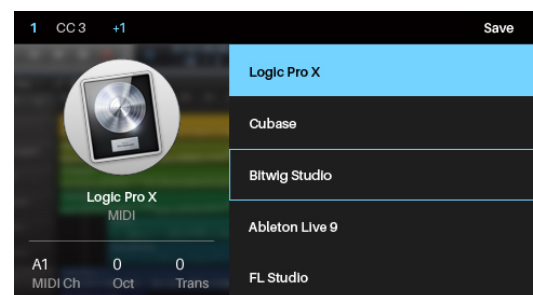 1 CC 3 +1 Save
Logic Pro X
Cubase
Bitwig Studio
Ableton Live 9
FL Studio
Logic Pro X
MIDI
A1 0 0
MIDI Ch Oct Trans